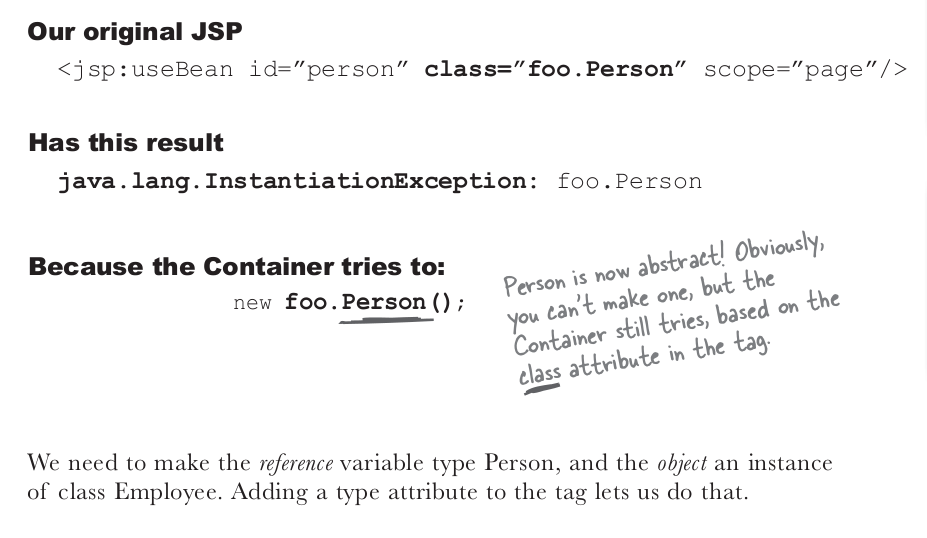 Our original JSP
<jsp:useBean id=”person” class=”foo.Person” scope=”page”/>
Has this result
java.lang.InstantiationException: foo.Person
Because the Container tries to:
new foo.Person();
Person is now abstract! Obviously,
you can't make one, but the
Container still tries, based on the
class attribute in the tag.
We need to make the reference variable type Person, and the object an instance
of class Employee. Adding a type attribute to the tag lets us do that.